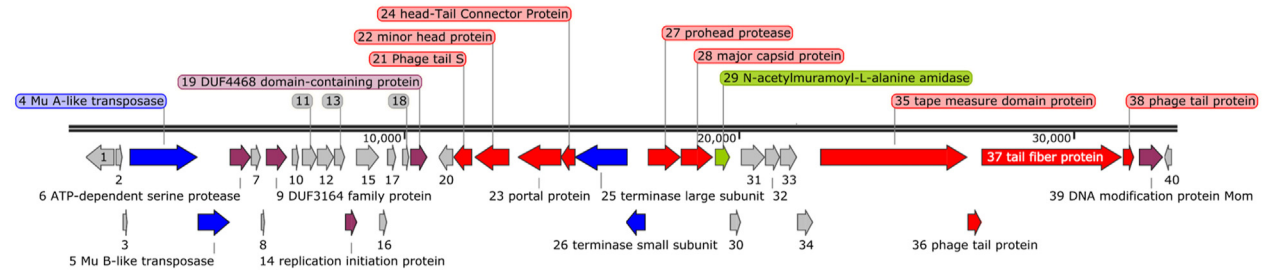 24 head-Tail Connector Protein
22 minor head protein
27 prohead protease
21 Phage tail S
28 major capsid protein
19 DUF4468 domain-containing protein
29 N-acetylmuramoyl-L-alanine amidase
4 Mu A-like transposase
11
13
18
35 tape measure domain protein
38 phage tail protein
10,000
20,000
30,000
1
37 tail fiber protein
2
7
10
12
15
17
20
31
33
40
6 ATP-dependent serine protease
9 DUF3164 family protein
23 portal protein
25 terminase large subunit
32
39 DNA modification protein Mom
3
8
16
26 terminase small subunit
30
34
36 phage tail protein
5 Mu B-like transposase
14 replication initiation protein